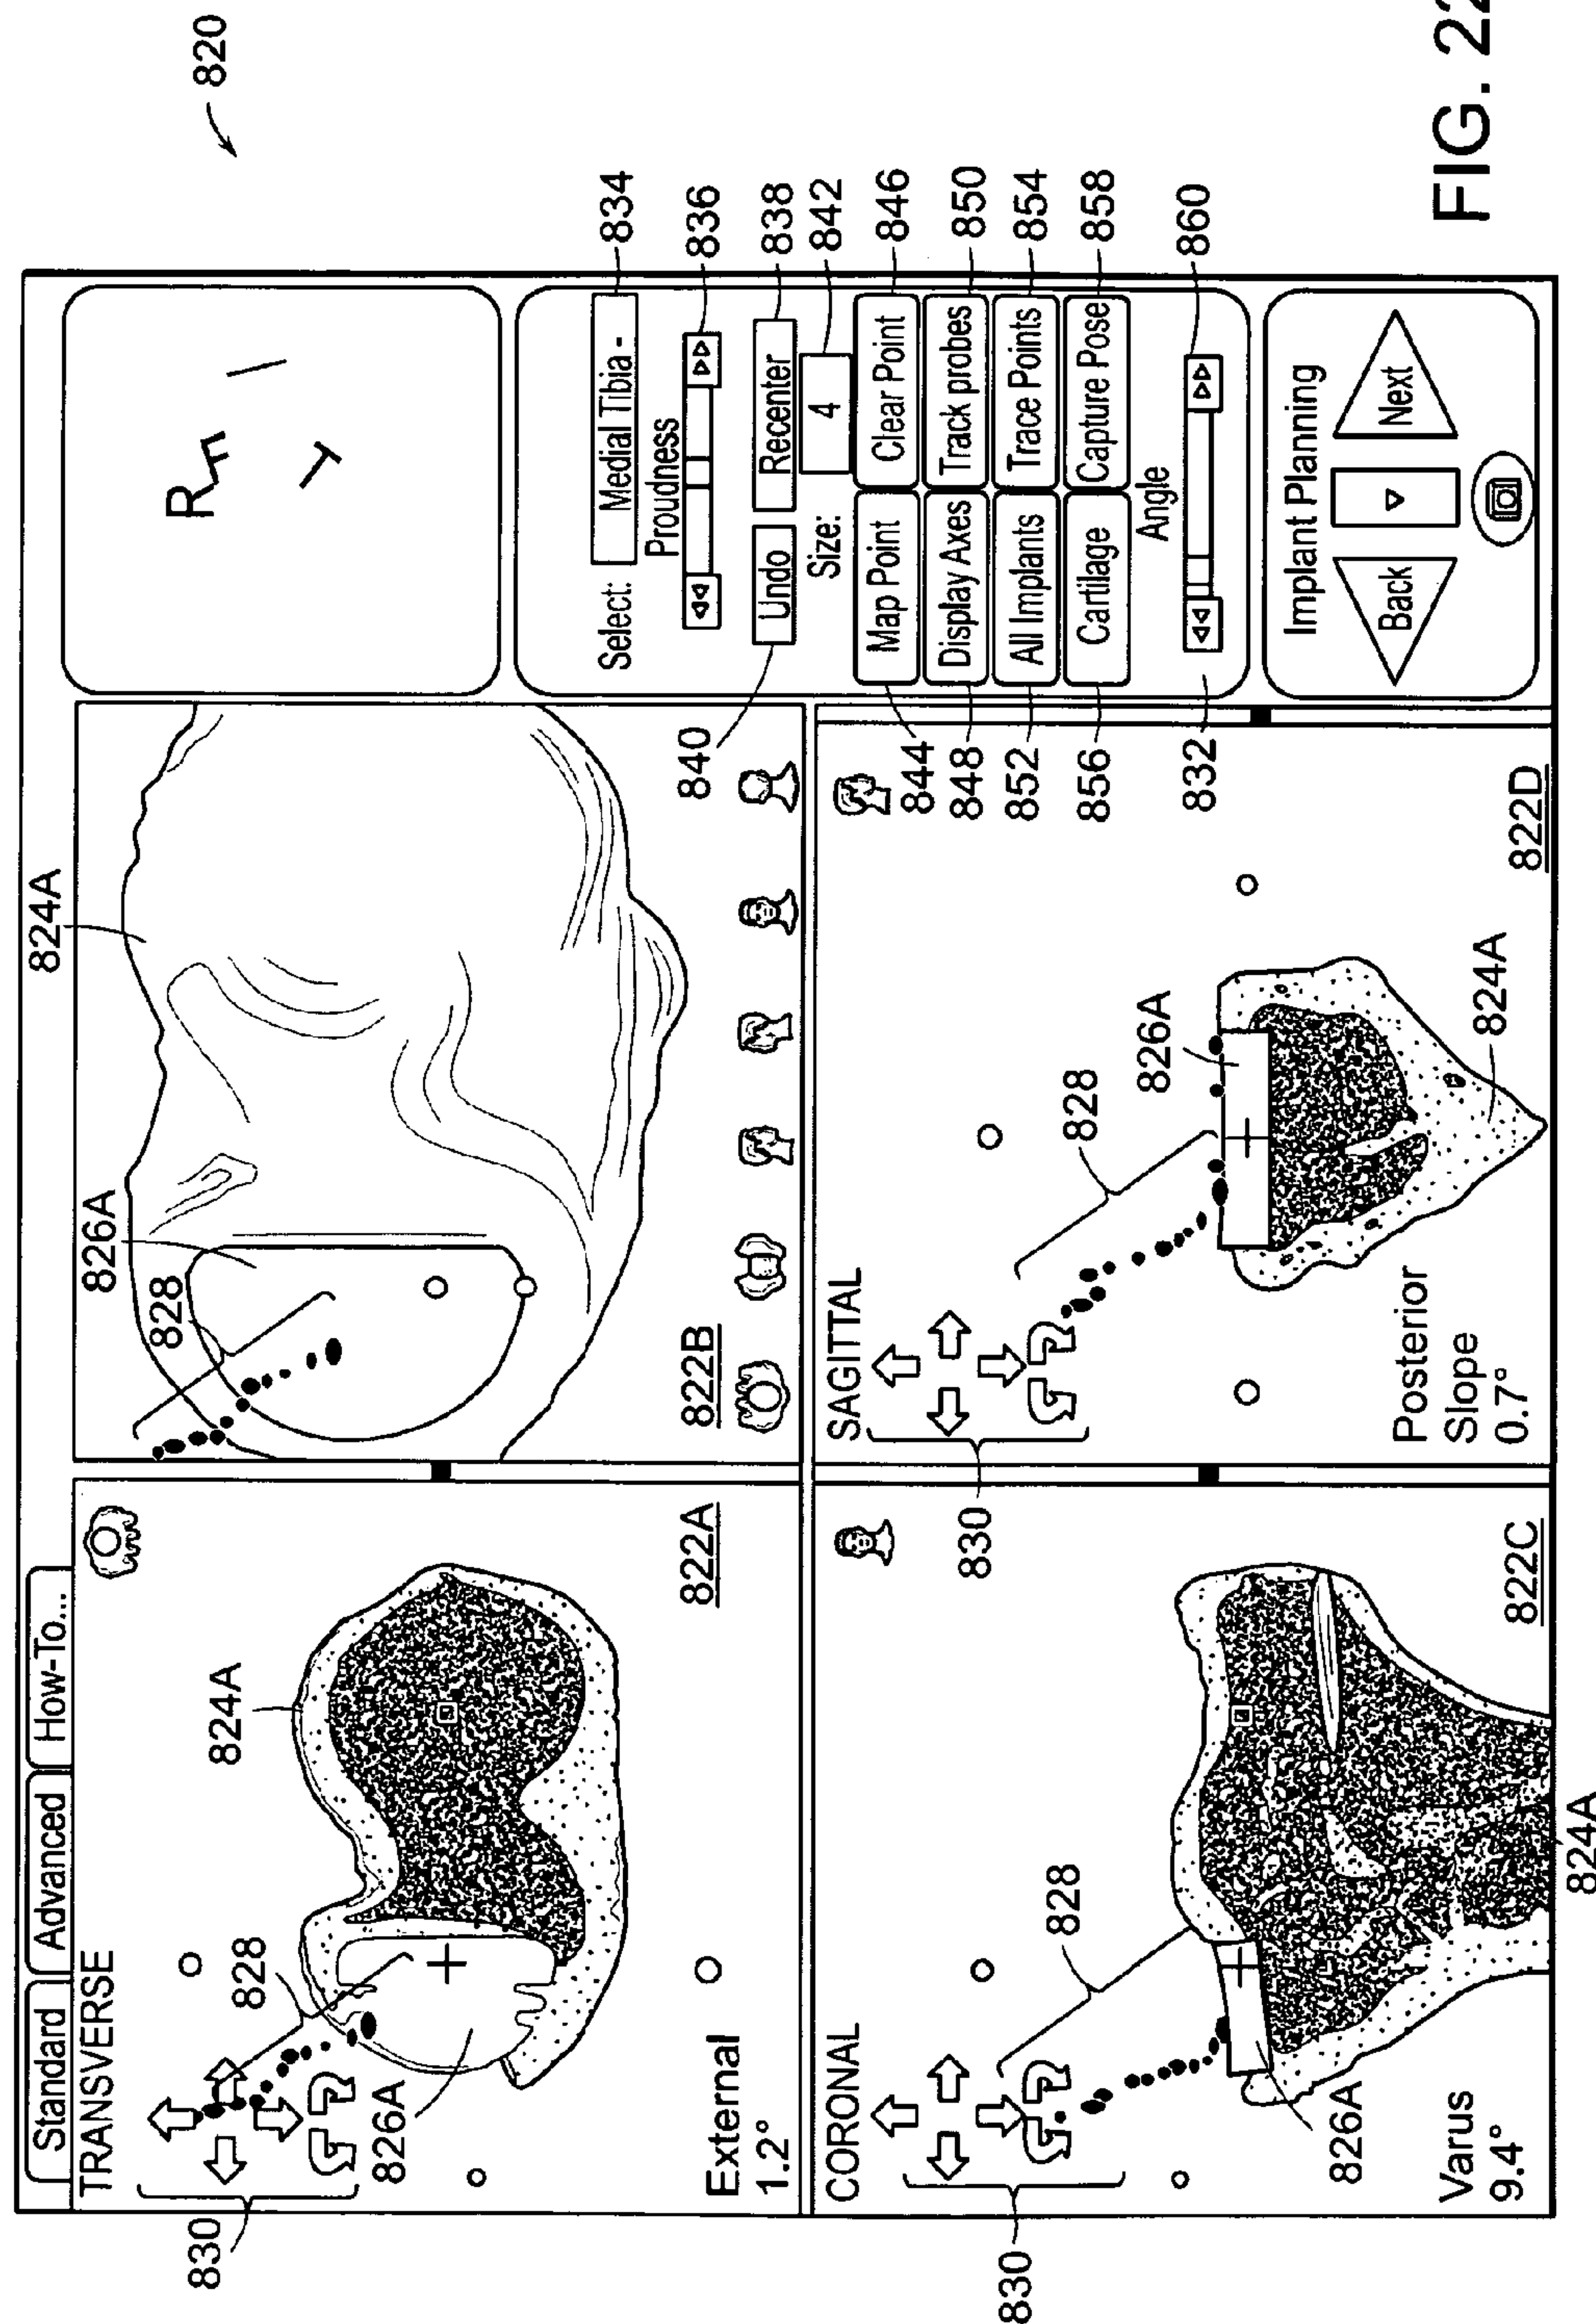 820
Standard
Advanced
How-To...
TRANSVERSE
830
828
824A
826A
External
1.2°
822A
824A
826A
828
822B
R
F
T
Select:
Medial Tibia -
834
Proudness
836
Undo
Recenter
838
840
Size:
4
842
Map Point
Clear Point
844
846
Display Axes
Track probes
848
850
All Implants
Trace Points
852
854
Cartilage
Capture Pose
856
858
Angle
860
832
Implant Planning
Back
Next
CORONAL
830
828
826A
Varus
9.4°
822C
824A
SAGITTAL
830
828
826A
824A
Posterior
Slope
0.7°
822D
FIG. 22